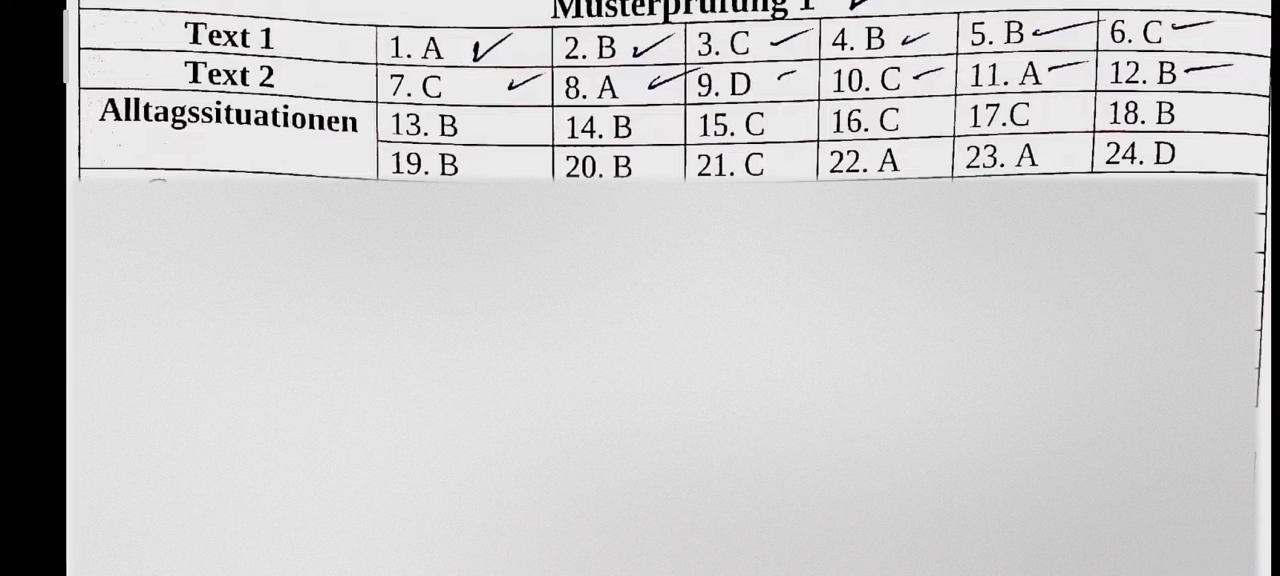 Musterprüfung 1
Text 1 1. A 2. B 3. C 4. B 5. B 6. C
Text 2 7. C 8. A 9. D 10. C 11. A 12. B
Alltagssituationen 13. B 14. B 15. C 16. C 17.C 18. B
19. B 20. B 21. C 22. A 23. A 24. D